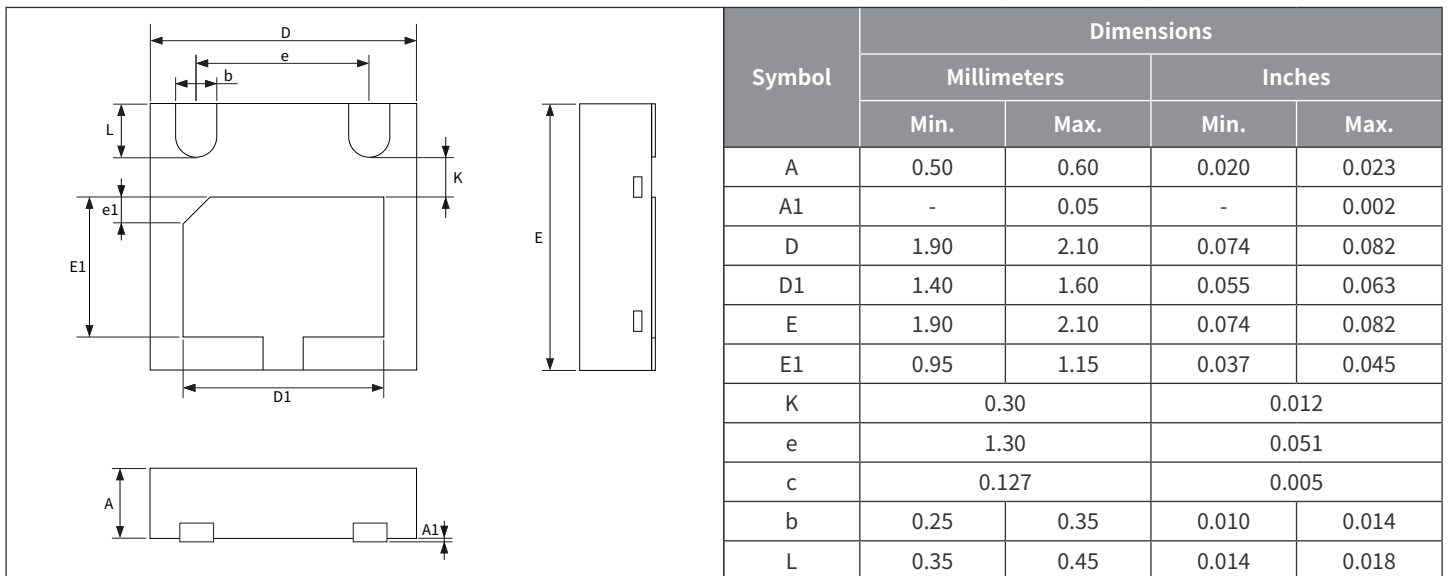 D
e
b
L
K
e1
E1
D1
E
A
A1
Symbol Dimensions
Millimeters Inches
Min. Max. Min. Max.
A 0.50 0.60 0.020 0.023
A1 - 0.05 - 0.002
D 1.90 2.10 0.074 0.082
D1 1.40 1.60 0.055 0.063
E 1.90 2.10 0.074 0.082
E1 0.95 1.15 0.037 0.045
K 0.30 0.012
e 1.30 0.051
c 0.127 0.005
b 0.25 0.35 0.010 0.014
L 0.35 0.45 0.014 0.018